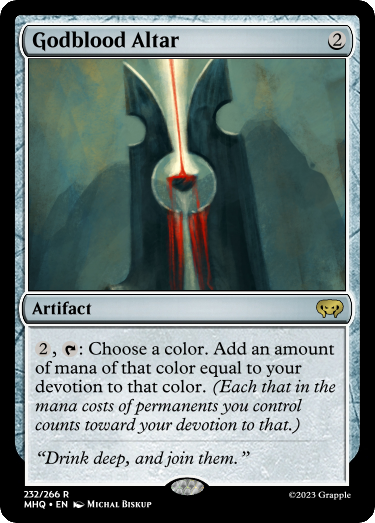 Godblood Altar 2
Artifact
2 , : Choose a color. Add an amount
of mana of that color equal to your
devotion to that color. (Each that in the
mana costs of permanents you control
counts toward your devotion to that.)
“Drink deep, and join them.”
232/266 R
MHQ • EN Michal Biskup
©2023 Grapple